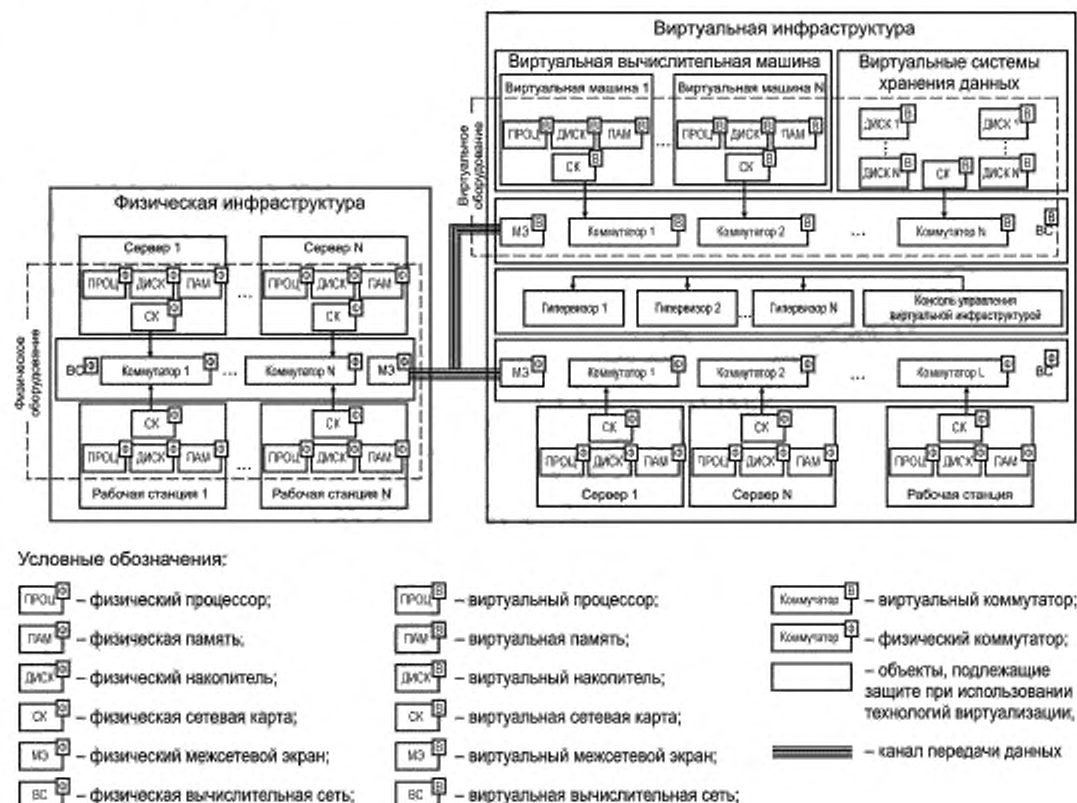 Виртуальная инфраструктура
Виртуальная вычислительная машина
Виртуальные системы
хранения данных
Виртуальная машина 1
Виртуальная машина N
Виртуальное
оборудование
ПРОЦ В ДИСК В ПАМ В
СК В
...
ПРОЦ В ДИСК В ПАМ В
СК В
ДИСК 1 В
ДИСК N В
СК В
ДИСК 1 В
ДИСК N В
МЭ В
Коммутатор 1 В
Коммутатор 2 В
...
Коммутатор N В
ВС В
Гипервизор 1
Гипервизор 2
...
Гипервизор N
Консоль управления
виртуальной инфраструктурой
МЭ Ф
Коммутатор 1 Ф
Коммутатор 2 Ф
...
Коммутатор L Ф
ВС Ф
СК Ф
ПРОЦ Ф ДИСК Ф ПАМ Ф
Сервер 1
СК Ф
ПРОЦ Ф ДИСК Ф ПАМ Ф
Сервер N
СК Ф
ПРОЦ Ф ДИСК Ф ПАМ Ф
Рабочая станция
Физическая инфраструктура
Физическое
оборудование
Сервер 1
ПРОЦ Ф ДИСК Ф ПАМ Ф
СК Ф
...
Сервер N
ПРОЦ Ф ДИСК Ф ПАМ Ф
СК Ф
ВС Ф
Коммутатор 1 Ф
...
Коммутатор N Ф
МЭ Ф
СК Ф
ПРОЦ Ф ДИСК Ф ПАМ Ф
Рабочая станция 1
...
СК Ф
ПРОЦ Ф ДИСК Ф ПАМ Ф
Рабочая станция N
Условные обозначения:
ПРОЦ Ф – физический процессор;
ПАМ Ф – физическая память;
ДИСК Ф – физический накопитель;
СК Ф – физическая сетевая карта;
МЭ Ф – физический межсетевой экран;
ВС Ф – физическая вычислительная сеть;
ПРОЦ В – виртуальный процессор;
ПАМ В – виртуальная память;
ДИСК В – виртуальный накопитель;
СК В – виртуальная сетевая карта;
МЭ В – виртуальный межсетевой экран;
ВС В – виртуальная вычислительная сеть;
Коммутатор В – виртуальный коммутатор;
Коммутатор Ф – физический коммутатор;
– объекты, подлежащие
защите при использовании
технологий виртуализации;
– канал передачи данных